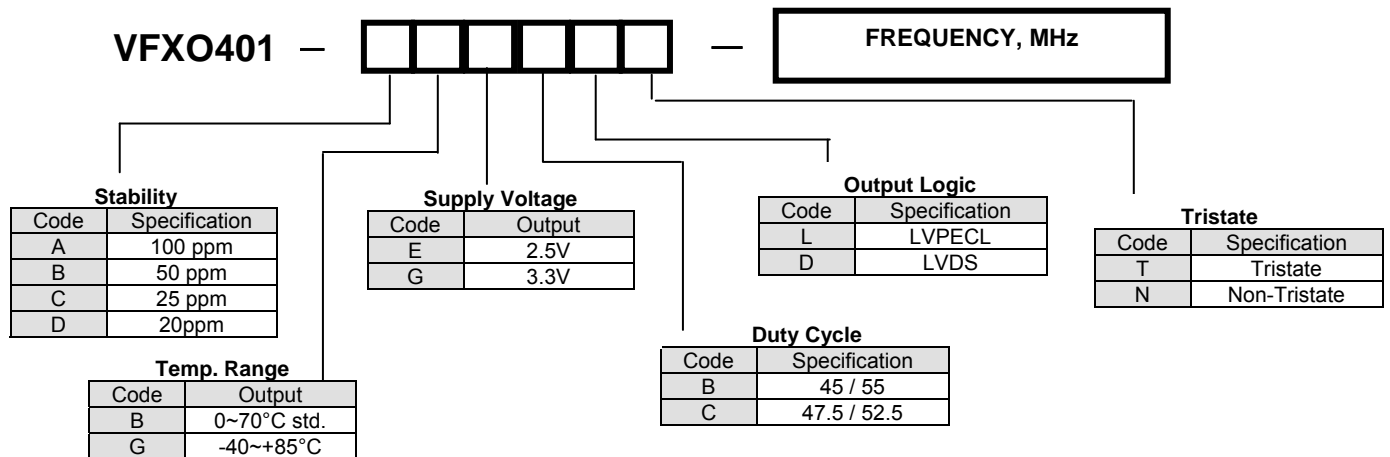 VFXO401 – – FREQUENCY, MHz
Stability
Code Specification
A 100 ppm
B 50 ppm
C 25 ppm
D 20ppm
Temp. Range
Code Output
B 0~70°C std.
G -40~+85°C
Supply Voltage
Code Output
E 2.5V
G 3.3V
Duty Cycle
Code Specification
B 45 / 55
C 47.5 / 52.5
Output Logic
Code Specification
L LVPECL
D LVDS
Tristate
Code Specification
T Tristate
N Non-Tristate